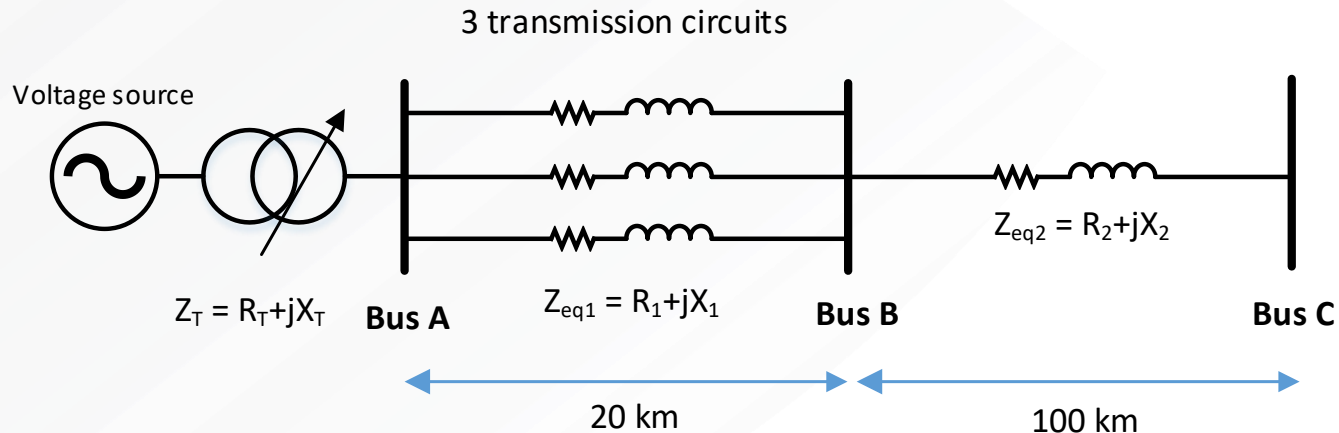 3 transmission circuits
Voltage source
Z_T = R_T+jX_T
Bus A
Z_eq1 = R_1+jX_1
Bus B
Z_eq2 = R_2+jX_2
Bus C
20 km
100 km